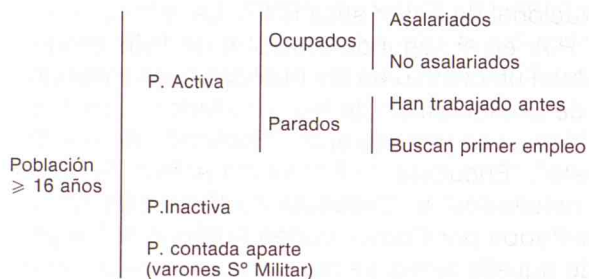 Asalariados
Ocupados
No asalariados
P. Activa
Han trabajado antes
Parados
Buscan primer empleo
Población
⩾ 16 años
P.Inactiva
P. contada aparte
(varones Sº Militar)